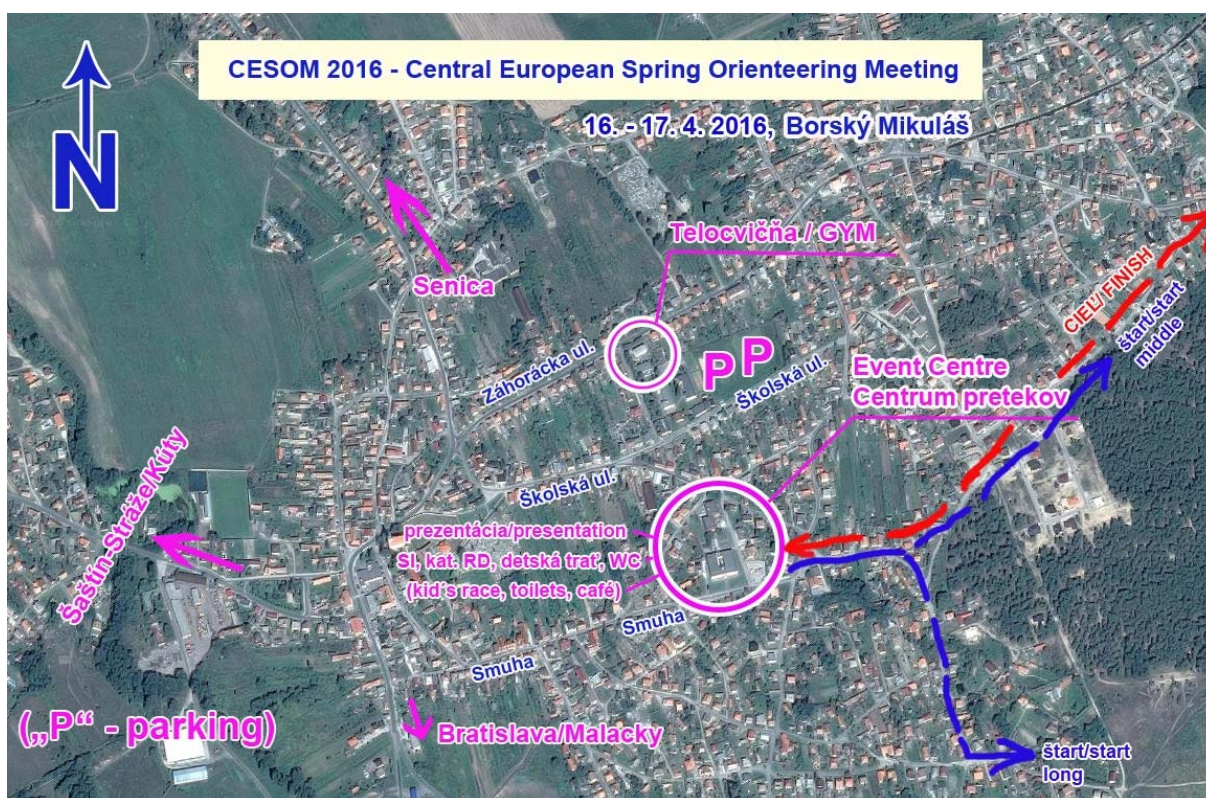 CESOM 2016 - Central European Spring Orienteering Meeting
16. - 17. 4. 2016, Borský Mikuláš
N
Telocvičňa / GYM
Senica
CIEĽ/ FINISH
štart/start
middle
Záhorácka ul.
P P
Školská ul.
Event Centre
Centrum pretekov
Šaštín-Stráže/Kúty
Školská ul.
prezentácia/presentation
SI, kat. RD, detská trať, WC
(kid´s race, toilets, café)
Smuha
Smuha
(„P“ - parking)
Bratislava/Malacky
štart/start
long